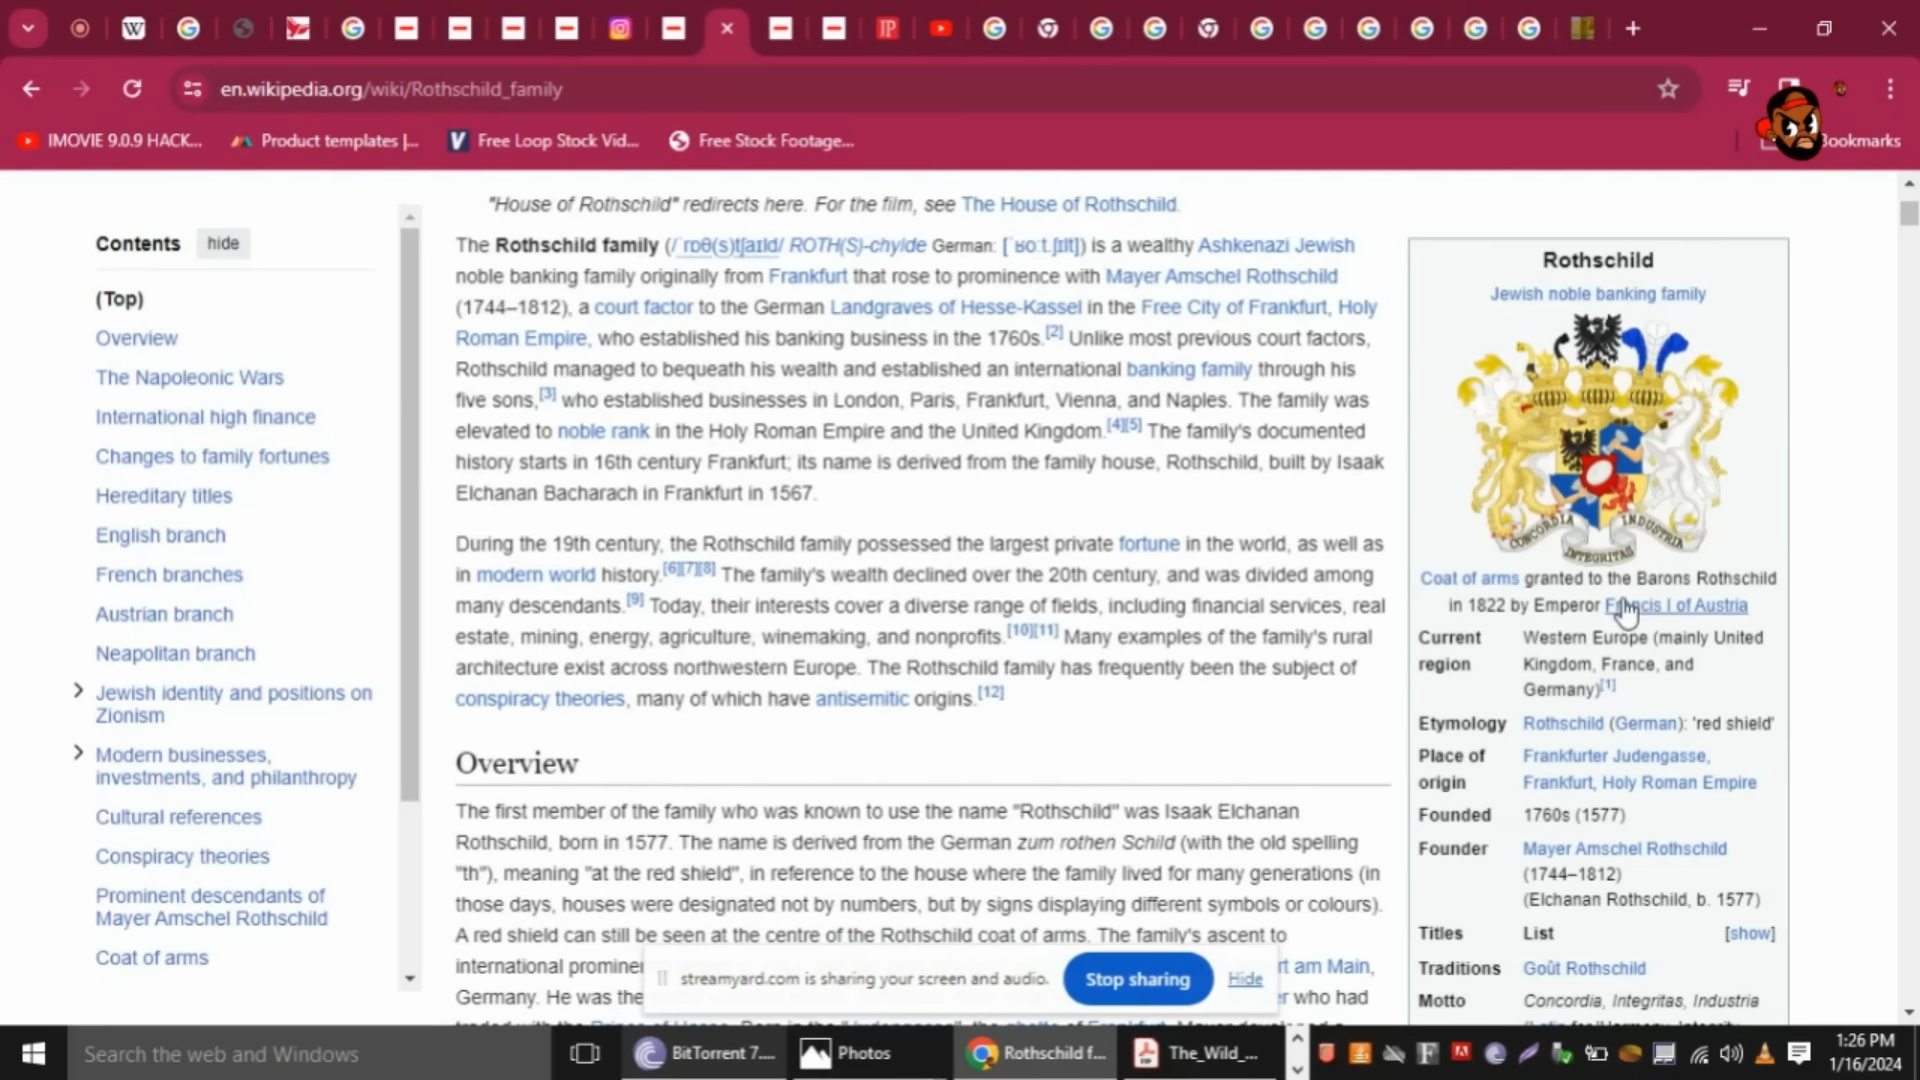 en.wikipedia.org/wiki/Rothschild_family
IMOVIE 9.0.9 HACK...
Product templates |...
Free Loop Stock Vid...
Free Stock Footage...
Bookmarks
Contents
hide
(Top)
Overview
The Napoleonic Wars
International high finance
Changes to family fortunes
Hereditary titles
English branch
French branches
Austrian branch
Neapolitan branch
Jewish identity and positions on
Zionism
Modern businesses,
investments, and philanthropy
Cultural references
Conspiracy theories
Prominent descendants of
Mayer Amschel Rothschild
Coat of arms
"House of Rothschild" redirects here. For the film, see The House of Rothschild.
The Rothschild family (/ˈrɒθ(s)tʃaɪld/ ROTH(S)-chylde German: [ˈʁoːt.ʃɪlt]) is a wealthy Ashkenazi Jewish
noble banking family originally from Frankfurt that rose to prominence with Mayer Amschel Rothschild
(1744–1812), a court factor to the German Landgraves of Hesse-Kassel in the Free City of Frankfurt, Holy
Roman Empire, who established his banking business in the 1760s.[2] Unlike most previous court factors,
Rothschild managed to bequeath his wealth and established an international banking family through his
five sons,[3] who established businesses in London, Paris, Frankfurt, Vienna, and Naples. The family was
elevated to noble rank in the Holy Roman Empire and the United Kingdom.[4][5] The family's documented
history starts in 16th century Frankfurt; its name is derived from the family house, Rothschild, built by Isaak
Elchanan Bacharach in Frankfurt in 1567.
During the 19th century, the Rothschild family possessed the largest private fortune in the world, as well as
in modern world history.[6][7][8] The family's wealth declined over the 20th century, and was divided among
many descendants.[9] Today, their interests cover a diverse range of fields, including financial services, real
estate, mining, energy, agriculture, winemaking, and nonprofits.[10][11] Many examples of the family's rural
architecture exist across northwestern Europe. The Rothschild family has frequently been the subject of
conspiracy theories, many of which have antisemitic origins.[12]
Overview
The first member of the family who was known to use the name "Rothschild" was Isaak Elchanan
Rothschild, born in 1577. The name is derived from the German zum rothen Schild (with the old spelling
"th"), meaning "at the red shield", in reference to the house where the family lived for many generations (in
those days, houses were designated not by numbers, but by signs displaying different symbols or colours).
A red shield can still be seen at the centre of the Rothschild coat of arms. The family's ascent to
international prominen
rt am Main,
Germany. He was the
who had
Rothschild
Jewish noble banking family
CONCORDIA
INTEGRITAS
INDUSTRIA
Coat of arms granted to the Barons Rothschild
in 1822 by Emperor Francis I of Austria
Current region Western Europe (mainly United
Kingdom, France, and
Germany)[1]
Etymology Rothschild (German): 'red shield'
Place of origin Frankfurter Judengasse,
Frankfurt, Holy Roman Empire
Founded 1760s (1577)
Founder Mayer Amschel Rothschild
(1744–1812)
(Elchanan Rothschild, b. 1577)
Titles List [show]
Traditions Goût Rothschild
Motto Concordia, Integritas, Industria
streamyard.com is sharing your screen and audio.
Stop sharing
Hide
Search the web and Windows
BitTorrent 7....
Photos
Rothschild f...
The_Wild_...
1:26 PM
1/16/2024